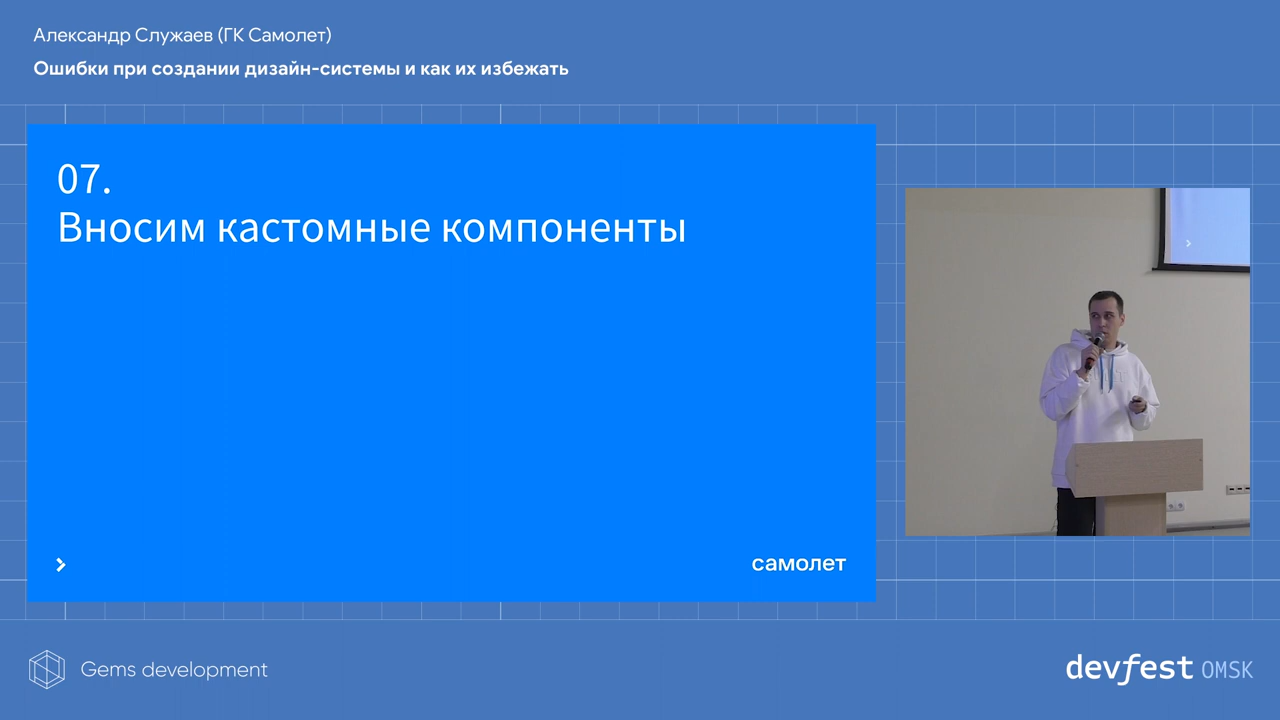 Александр Служаев (ГК Самолет)
Ошибки при создании дизайн-системы и как их избежать
07.
Вносим кастомные компоненты
самолет
Gems development
devfest OMSK